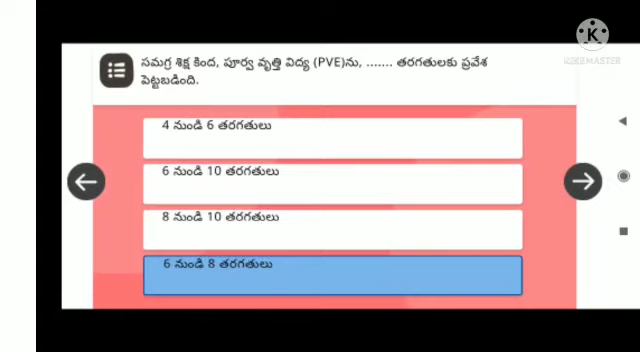 సమగ్ర శిక్ష కింద, పూర్వ వృత్తి విద్య (PVE)ను, ....... తరగతులకు ప్రవేశ
పెట్టబడింది.
4 నుండి 6 తరగతులు
6 నుండి 10 తరగతులు
8 నుండి 10 తరగతులు
6 నుండి 8 తరగతులు
K
KINEMASTER